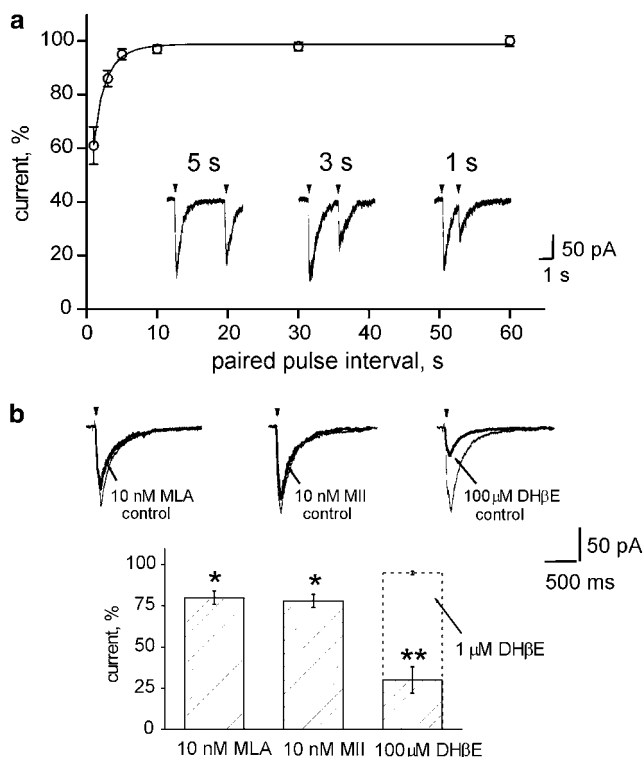 a
100
80
60
40
20
0
current, %
5 s
3 s
1 s
50 pA
1 s
0
10
20
30
40
50
60
paired pulse interval, s
b
10 nM MLA
control
10 nM MII
control
100 µM DHβE
control
50 pA
500 ms
100
75
50
25
0
current, %
*
*
**
1 µM DHβE
10 nM MLA
10 nM MII
100 µM DHβE